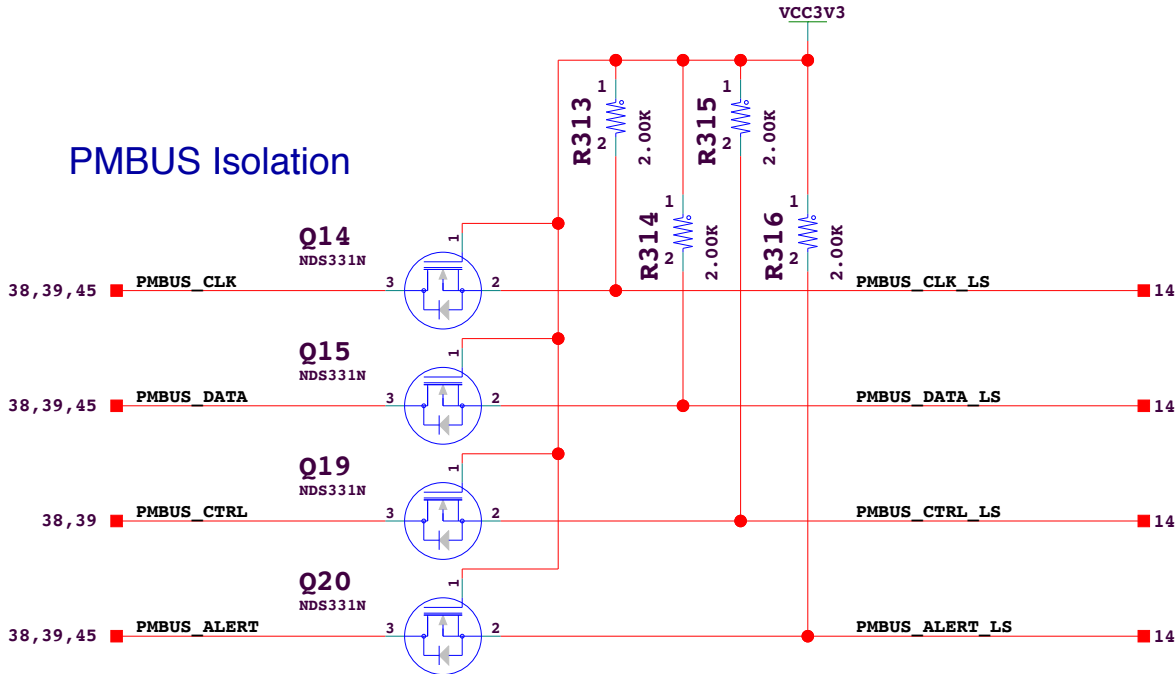 VCC3V3
1
R313
2
2.00K
1
R315
2
2.00K
PMBUS Isolation
1
R314
2
2.00K
1
R316
2
2.00K
Q14
NDS331N
1
38,39,45
PMBUS_CLK
3
2
PMBUS_CLK_LS
14
Q15
NDS331N
1
38,39,45
PMBUS_DATA
3
2
PMBUS_DATA_LS
14
Q19
NDS331N
1
38,39
PMBUS_CTRL
3
2
PMBUS_CTRL_LS
14
Q20
NDS331N
1
38,39,45
PMBUS_ALERT
3
2
PMBUS_ALERT_LS
14